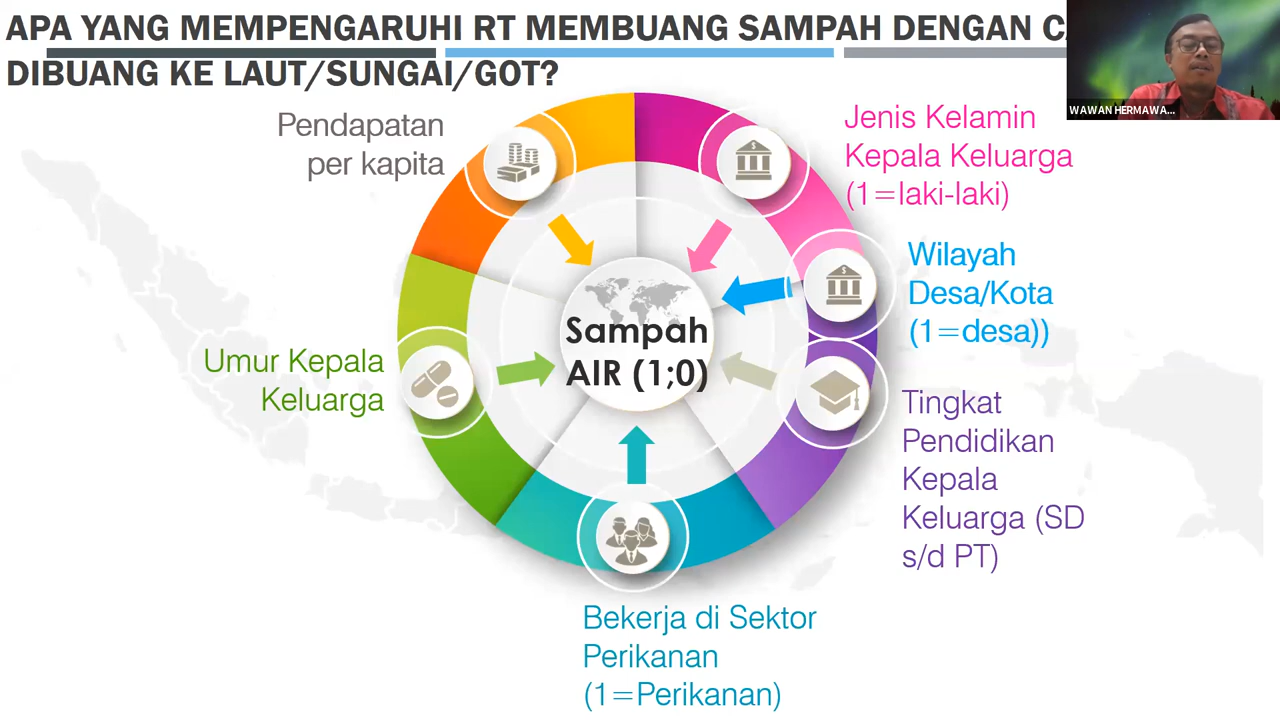 APA YANG MEMPENGARUHI RT MEMBUANG SAMPAH DENGAN
DIBUANG KE LAUT/SUNGAI/GOT?
WAWAN HERMAWA...
Pendapatan
per kapita
Jenis Kelamin
Kepala Keluarga
(1=laki-laki)
Wilayah
Desa/Kota
(1=desa))
Sampah
AIR (1;0)
Umur Kepala
Keluarga
Tingkat
Pendidikan
Kepala
Keluarga (SD
s/d PT)
Bekerja di Sektor
Perikanan
(1=Perikanan)